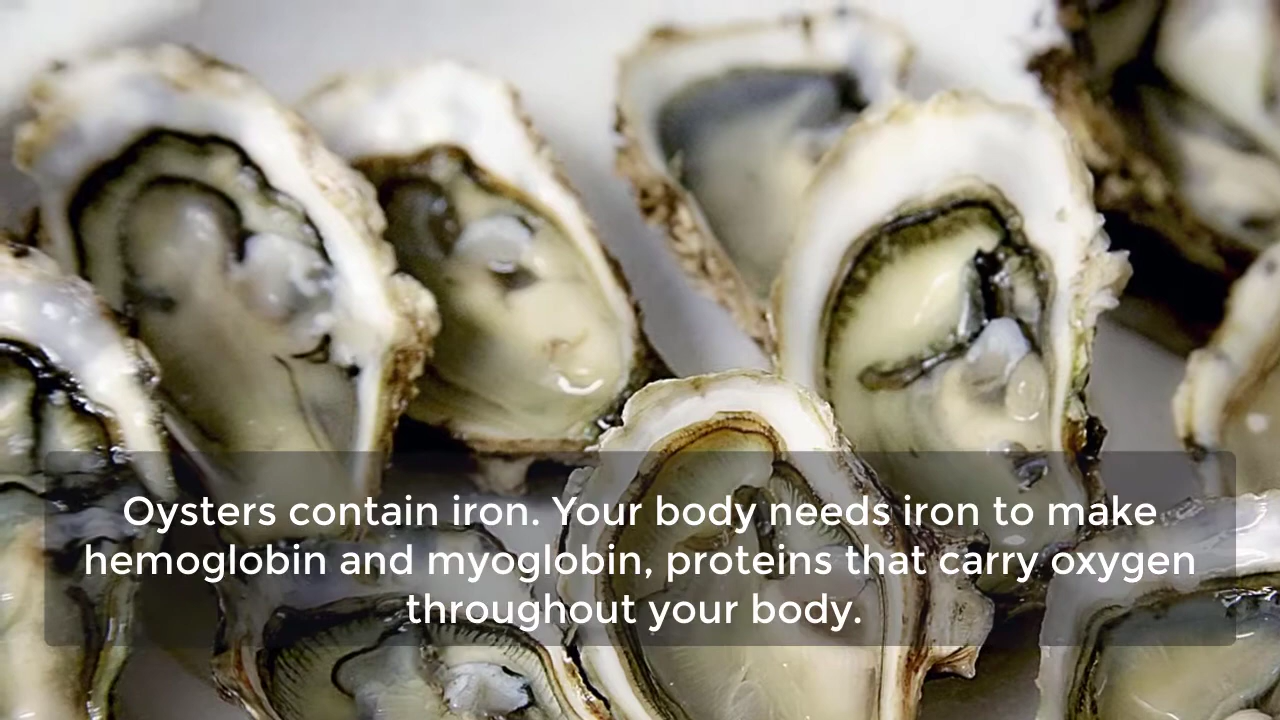 Oysters contain iron. Your body needs iron to make
hemoglobin and myoglobin, proteins that carry oxygen
throughout your body.